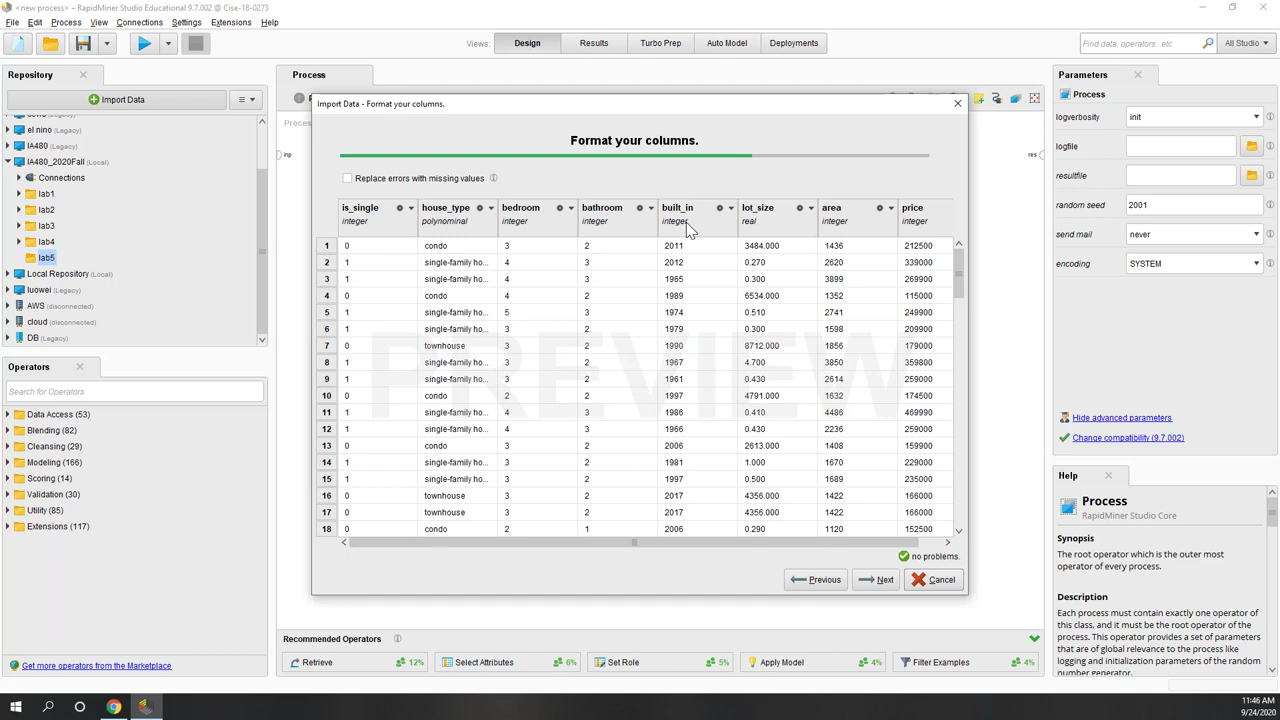 <new process> – RapidMiner Studio Educational 9.7.002 @ Cise-18-0273
File Edit Process View Connections Settings Extensions Help
Views: Design Results Turbo Prep Auto Model Deployments
Find data, operators...etc All Studio
Repository
Import Data
el nino (Legacy)
IA480 (Legacy)
IA480_2020Fall (Local)
Connections
lab1
lab2
lab3
lab4
lab5
Local Repository (Local)
luowei (Legacy)
AWS (disconnected)
cloud (disconnected)
DB (Legacy)
Operators
Search for Operators
Data Access (53)
Blending (82)
Cleansing (29)
Modeling (166)
Scoring (14)
Validation (30)
Utility (85)
Extensions (117)
Get more operators from the Marketplace
Process
inp
res
Import Data - Format your columns.
Format your columns.
Replace errors with missing values
is_single house_type bedroom bathroom built_in lot_size area price
integer polynominal integer integer integer real integer integer
1 0 condo 3 2 2011 3484.000 1436 212500
2 1 single-family ho... 4 3 2012 0.270 2620 339000
3 1 single-family ho... 4 3 1965 0.300 3899 269900
4 0 condo 4 2 1989 6534.000 1352 115000
5 1 single-family ho... 5 3 1974 0.510 2741 249900
6 1 single-family ho... 3 2 1979 0.300 1598 209900
7 0 townhouse 3 2 1990 8712.000 1856 179000
8 1 single-family ho... 3 2 1967 4.700 3850 359800
9 1 single-family ho... 3 2 1961 0.430 2614 259000
10 0 condo 2 2 1997 4791.000 1632 174500
11 1 single-family ho... 4 3 1986 0.410 4486 469990
12 1 single-family ho... 4 3 1966 0.430 2236 259000
13 0 condo 3 2 2006 2613.000 1408 159900
14 1 single-family ho... 3 2 1981 1.000 1670 229000
15 1 single-family ho... 3 2 1997 0.500 1689 235000
16 0 townhouse 3 2 2017 4356.000 1422 166000
17 0 townhouse 3 2 2017 4356.000 1422 166000
18 0 condo 2 1 2006 0.290 1120 152500
PREVIEW
no problems.
Previous Next Cancel
Recommended Operators
Retrieve 12% Select Attributes 6% Set Role 5% Apply Model 4% Filter Examples 4%
Parameters
Process
logverbosity init
logfile
resultfile
random seed 2001
send mail never
encoding SYSTEM
Hide advanced parameters
Change compatibility (9.7.002)
Help
Process
RapidMiner Studio Core
Synopsis
The root operator which is the outer most
operator of every process.
Description
Each process must contain exactly one operator of
this class, and it must be the root operator of the
process. This operator provides a set of parameters
that are of global relevance to the process like
logging and initialization parameters of the random
number generator.
11:46 AM
9/24/2020